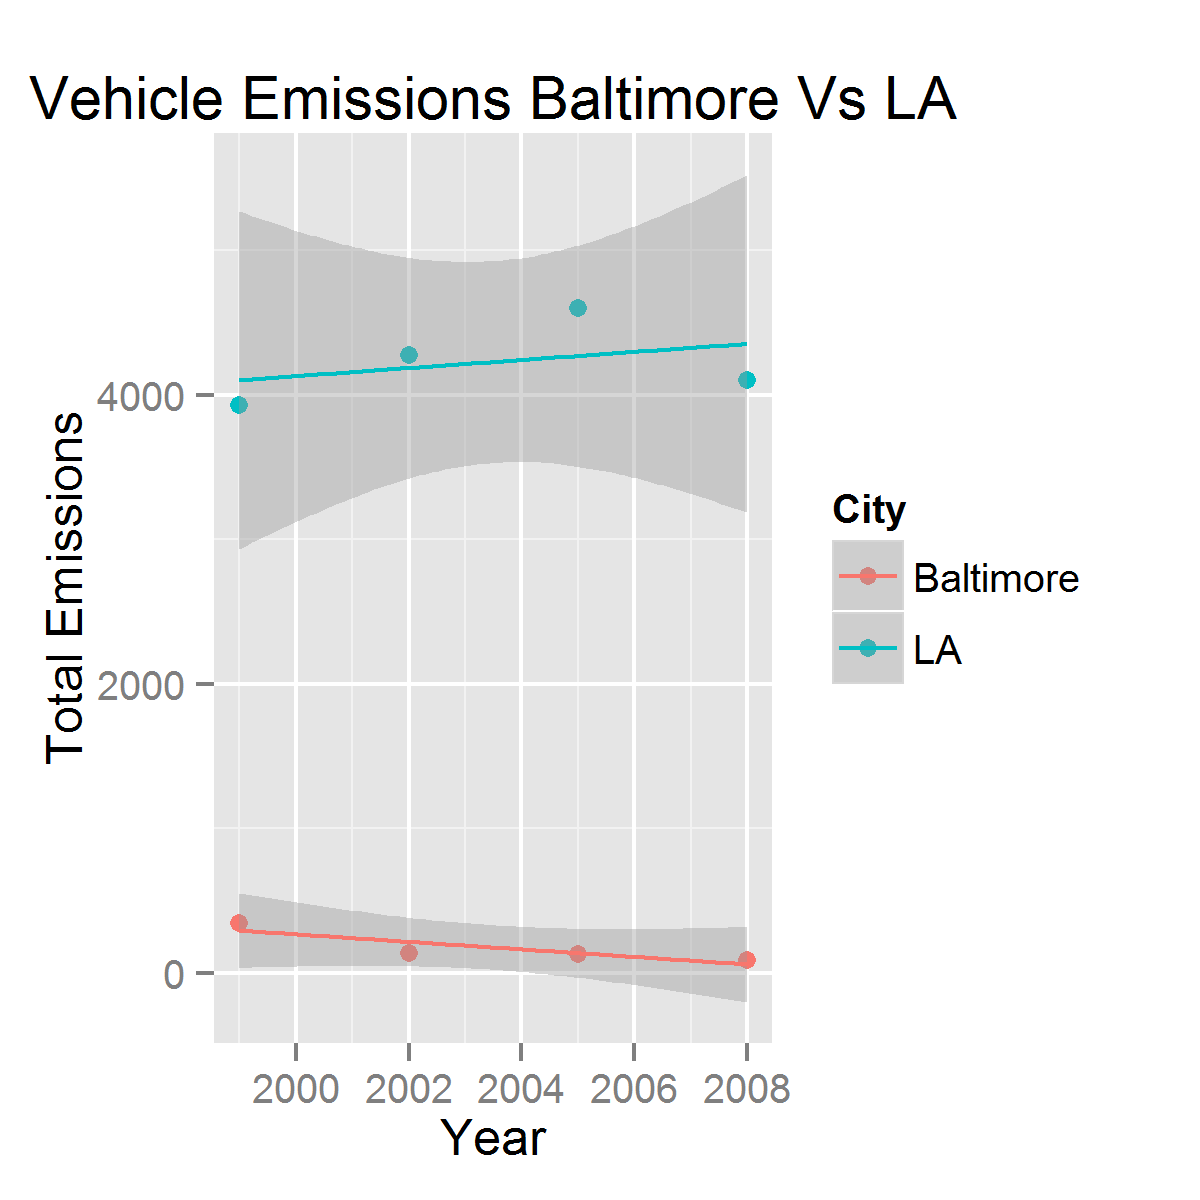 Vehicle Emissions Baltimore Vs LA
Total Emissions
4000
2000
0
2000 2002 2004 2006 2008
Year
City
Baltimore
LA